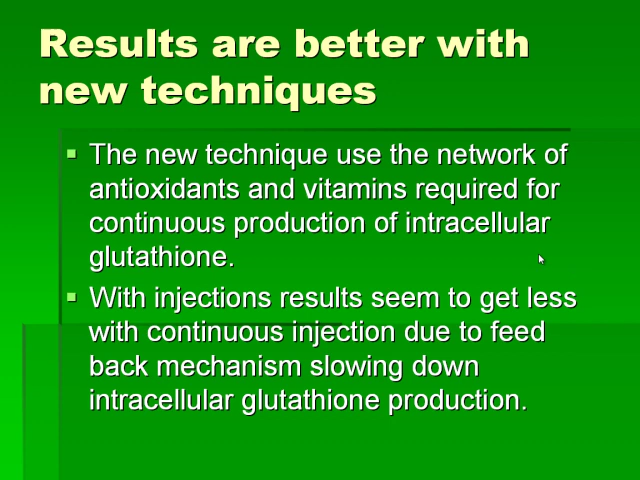 Results are better with
new techniques
The new technique use the network of
antioxidants and vitamins required for
continuous production of intracellular
glutathione.
With injections results seem to get less
with continuous injection due to feed
back mechanism slowing down
intracellular glutathione production.